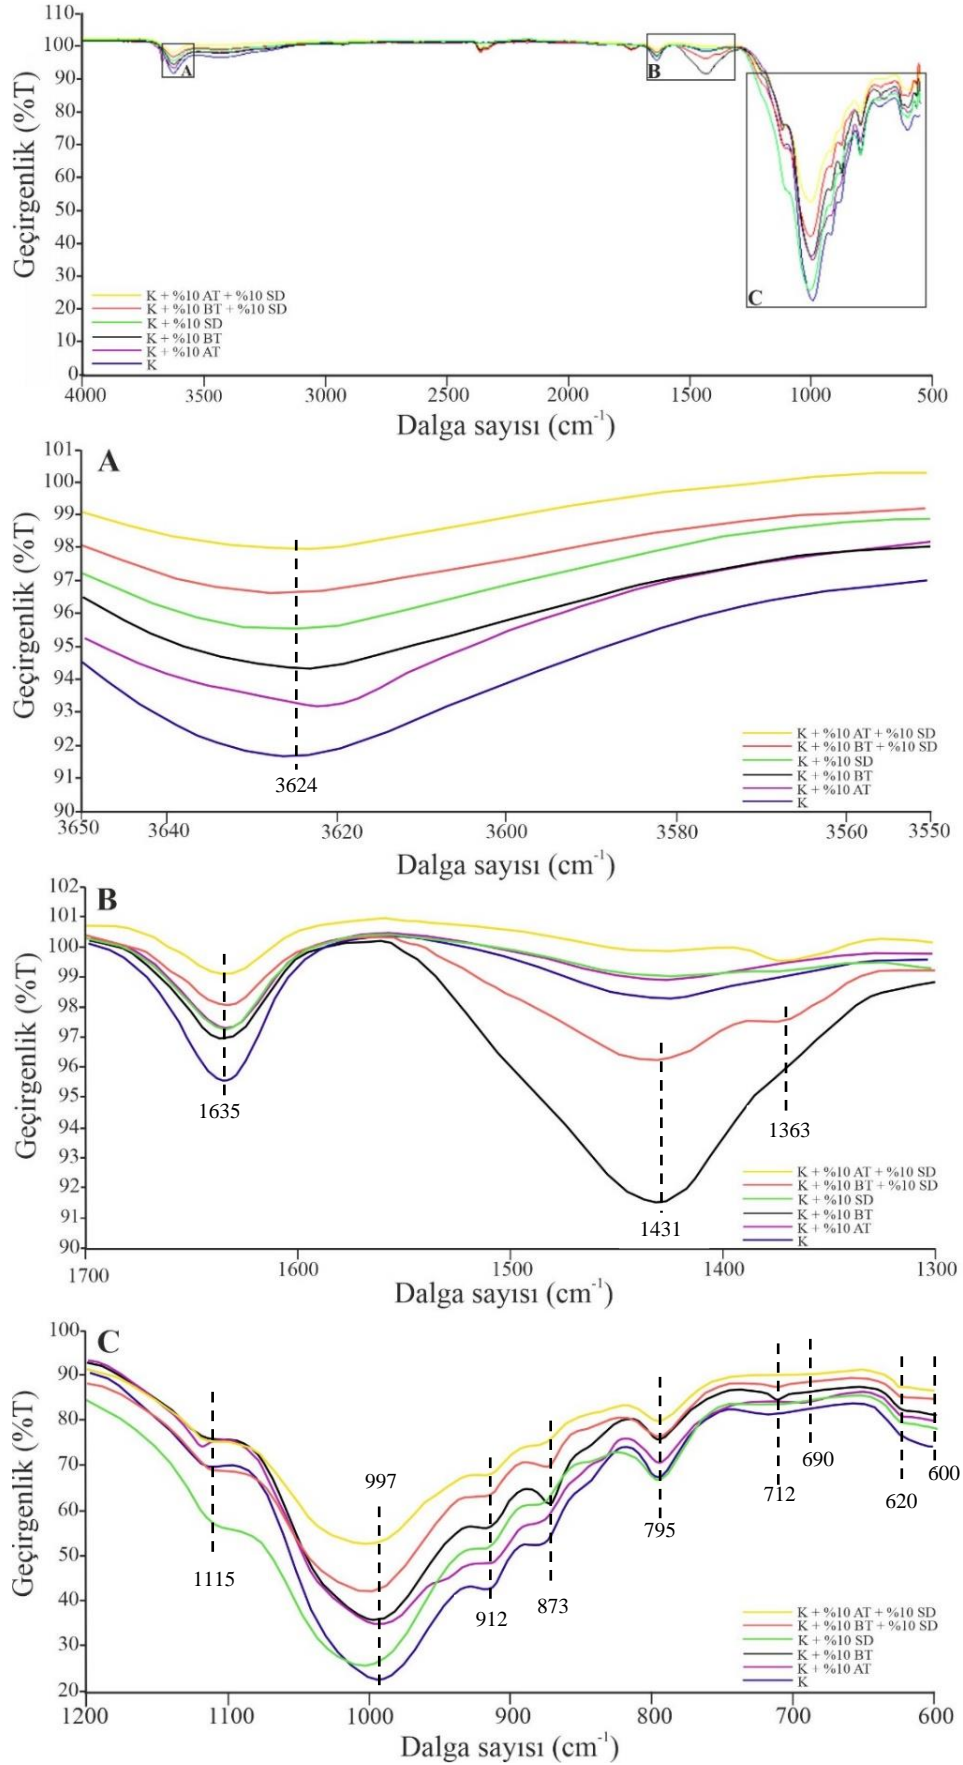 110
100
90
80
70
60
50
40
30
20
10
0
Geçirgenlik (%T)
A
B
C
K + %10 AT + %10 SD
K + %10 BT + %10 SD
K + %10 SD
K + %10 BT
K + %10 AT
K
4000 3500 3000 2500 2000 1500 1000 500
Dalga sayısı (cm⁻¹)
A
101
100
99
98
97
96
95
94
93
92
91
90
Geçirgenlik (%T)
3624
K + %10 AT + %10 SD
K + %10 BT + %10 SD
K + %10 SD
K + %10 BT
K + %10 AT
K
3650 3640 3620 3600 3580 3560 3550
Dalga sayısı (cm⁻¹)
B
102
101
100
99
98
97
96
95
94
93
92
91
90
Geçirgenlik (%T)
1635
1431
1363
K + %10 AT + %10 SD
K + %10 BT + %10 SD
K + %10 SD
K + %10 BT
K + %10 AT
K
1700 1600 1500 1400 1300
Dalga sayısı (cm⁻¹)
C
100
90
80
70
60
50
40
30
20
Geçirgenlik (%T)
1115
997
912
873
795
712
690
620
600
K + %10 AT + %10 SD
K + %10 BT + %10 SD
K + %10 SD
K + %10 BT
K + %10 AT
K
1200 1100 1000 900 800 700 600
Dalga sayısı (cm⁻¹)